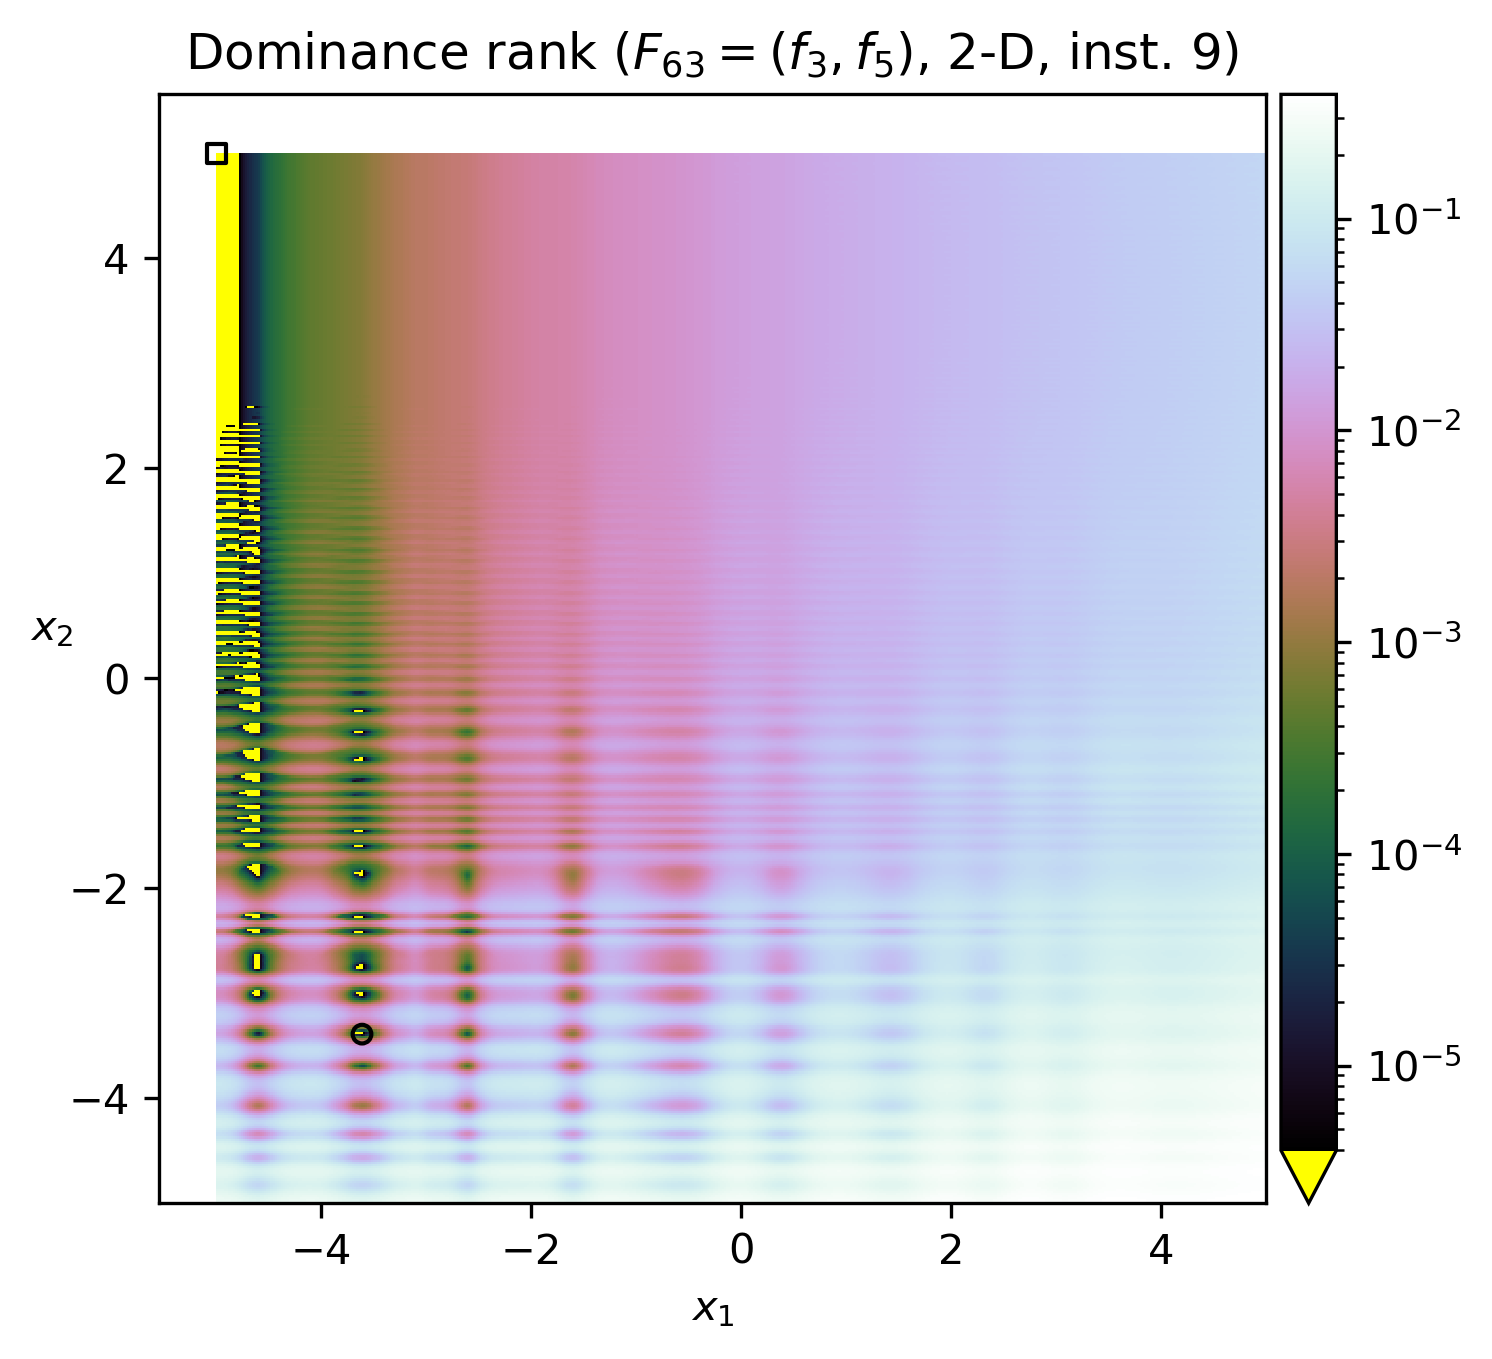 Dominance rank (F₆₃ = (f₃, f₅), 2-D, inst. 9)
4
2
0
−2
−4
x₂
−4 −2 0 2 4
x₁
10⁻¹
10⁻²
10⁻³
10⁻⁴
10⁻⁵